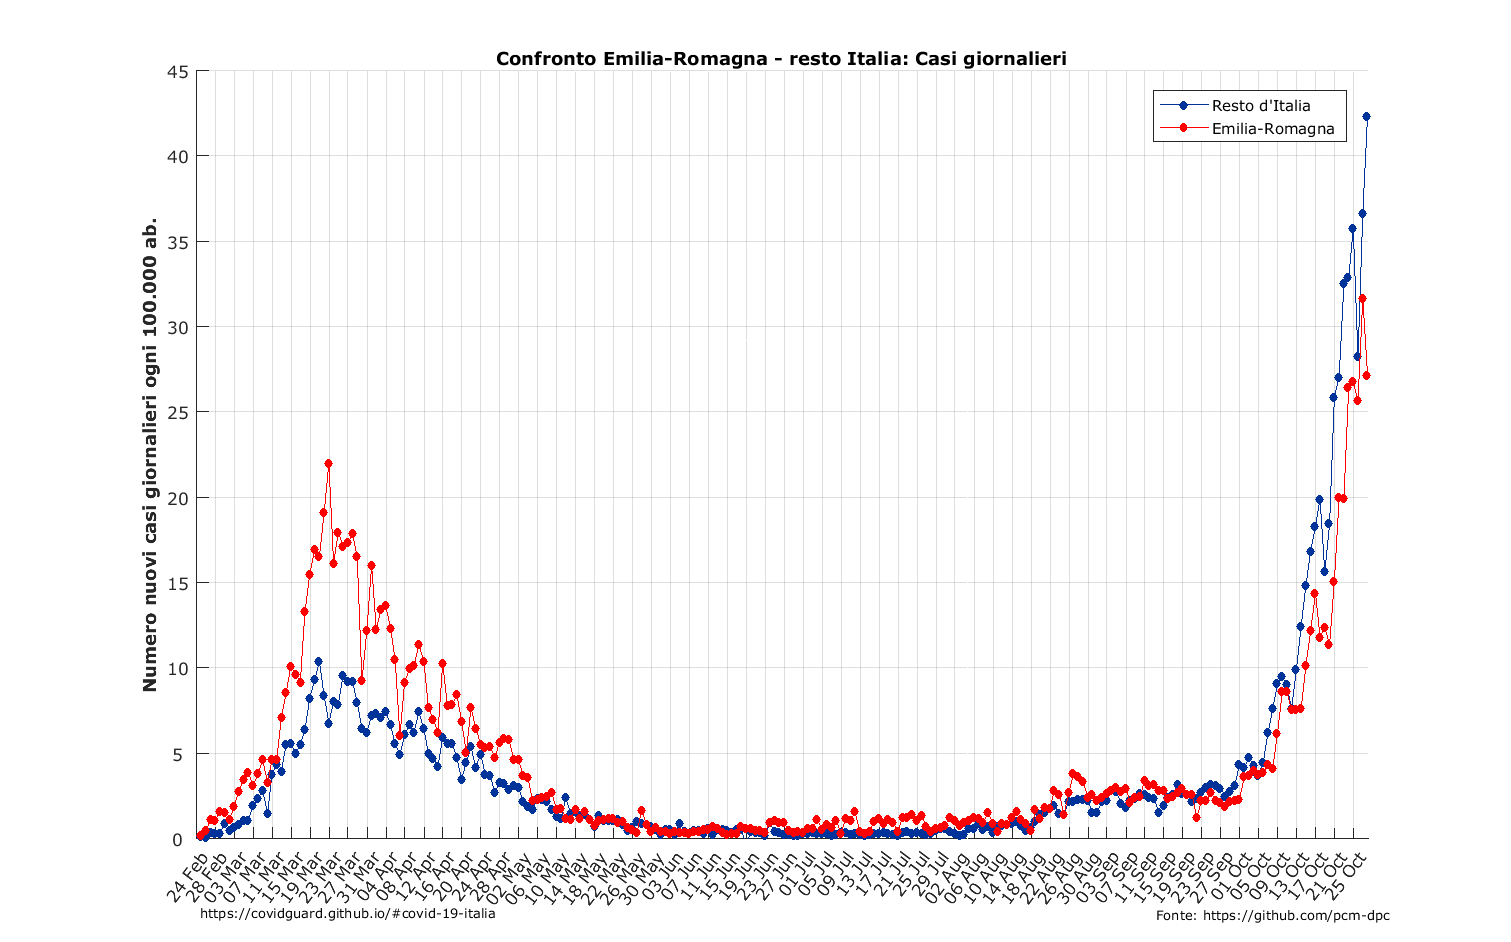 Confronto Emilia-Romagna - resto Italia: Casi giornalieri
Resto d'Italia
Emilia-Romagna
Numero nuovi casi giornalieri ogni 100.000 ab.
45
40
35
30
25
20
15
10
5
0
24 Feb
28 Feb
03 Mar
07 Mar
11 Mar
15 Mar
19 Mar
23 Mar
27 Mar
31 Mar
04 Apr
08 Apr
12 Apr
16 Apr
20 Apr
24 Apr
28 Apr
02 May
06 May
10 May
14 May
18 May
22 May
26 May
30 May
03 Jun
07 Jun
11 Jun
15 Jun
19 Jun
23 Jun
27 Jun
01 Jul
05 Jul
09 Jul
13 Jul
17 Jul
21 Jul
25 Jul
29 Jul
02 Aug
06 Aug
10 Aug
14 Aug
18 Aug
22 Aug
26 Aug
30 Aug
03 Sep
07 Sep
11 Sep
15 Sep
19 Sep
23 Sep
27 Sep
01 Oct
05 Oct
09 Oct
13 Oct
17 Oct
21 Oct
25 Oct
https://covidguard.github.io/#covid-19-italia
Fonte: https://github.com/pcm-dpc